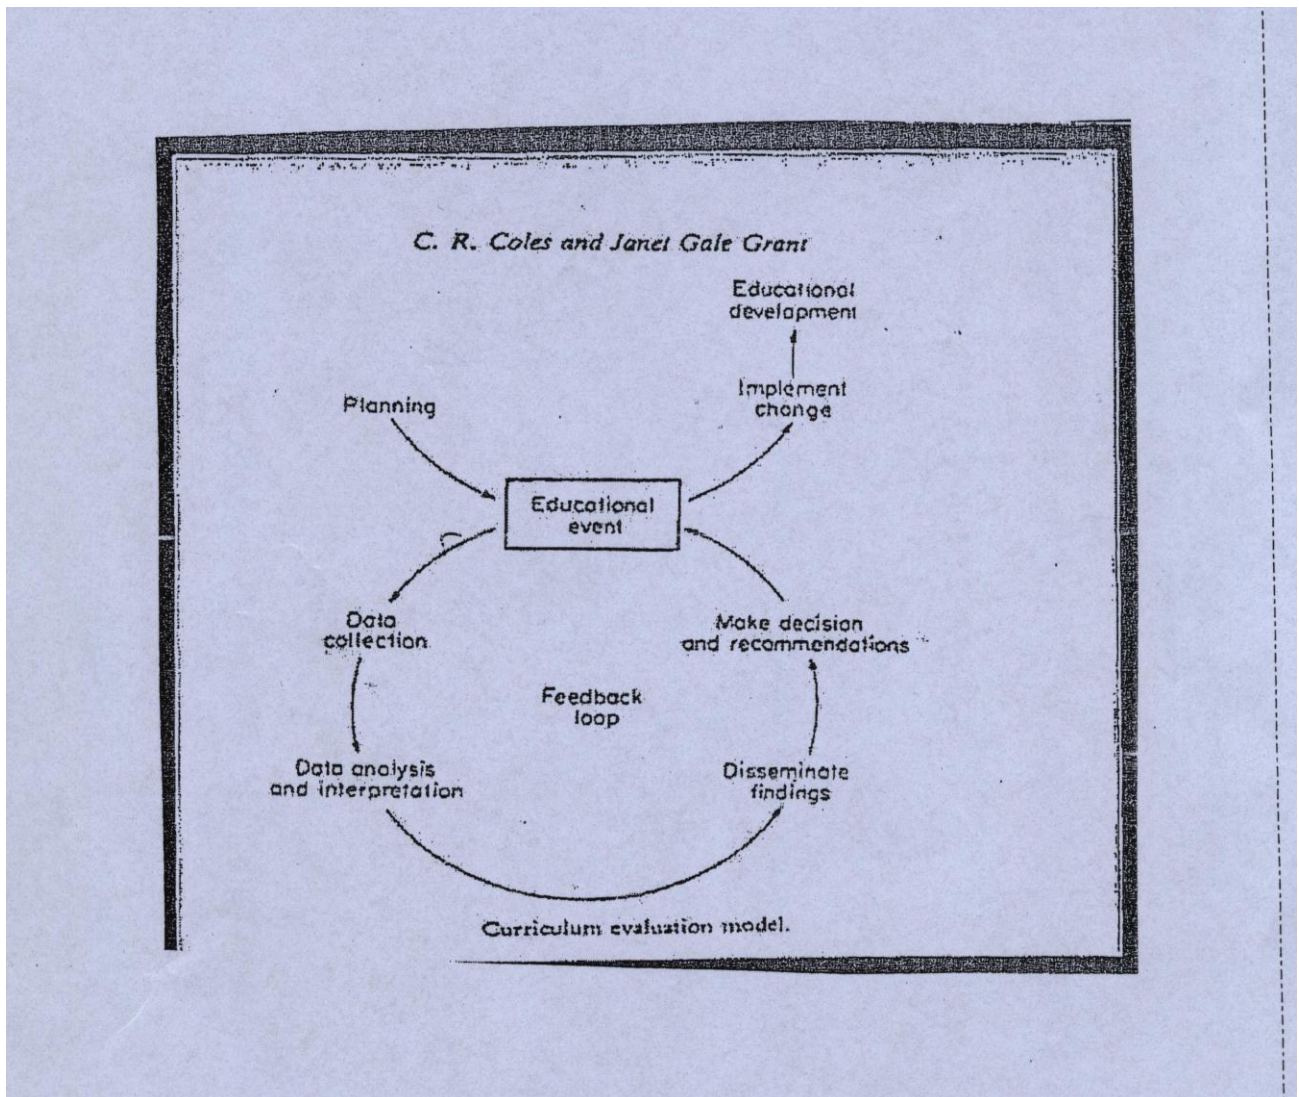 C. R. Coles and Janet Gale Grant
Educational
development
Implement
change
Planning
Educational
event
Data
collection
Make decision
and recommendations
Feedback
loop
Data analysis
and interpretation
Disseminate
findings
Curriculum evaluation model.